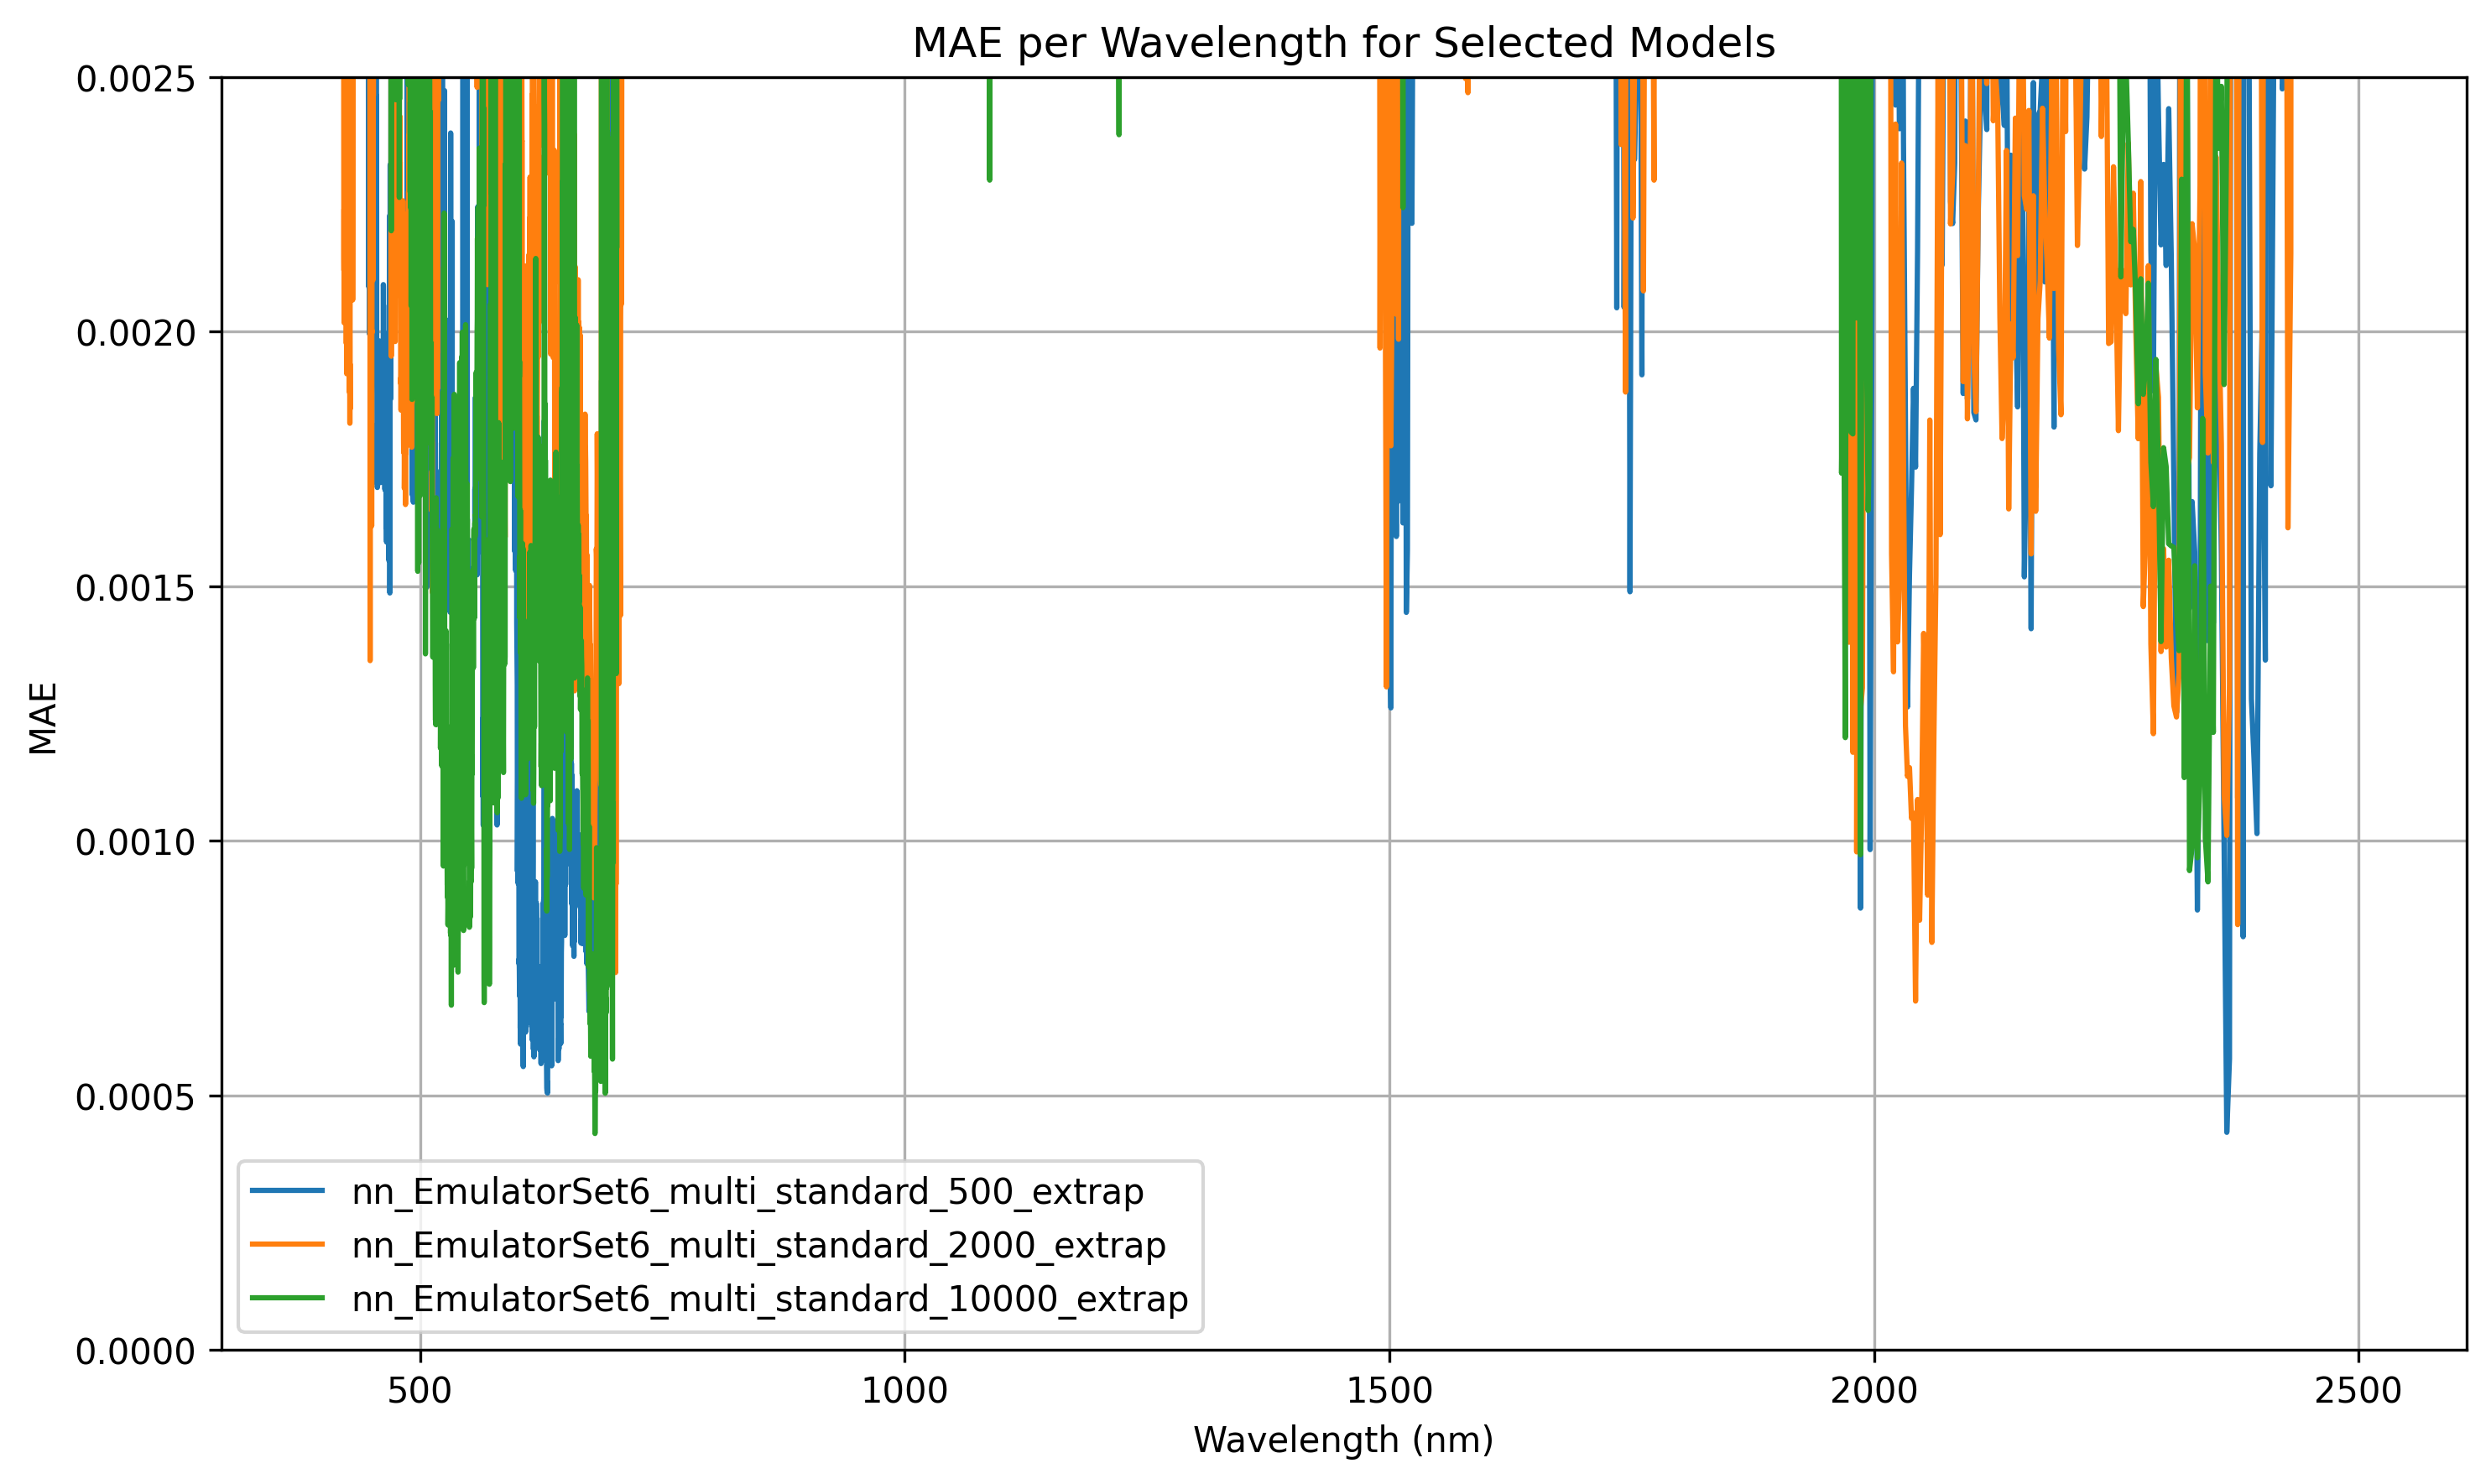 MAE per Wavelength for Selected Models
0.0025
0.0020
0.0015
0.0010
0.0005
0.0000
MAE
nn_EmulatorSet6_multi_standard_500_extrap
nn_EmulatorSet6_multi_standard_2000_extrap
nn_EmulatorSet6_multi_standard_10000_extrap
500 1000 1500 2000 2500
Wavelength (nm)